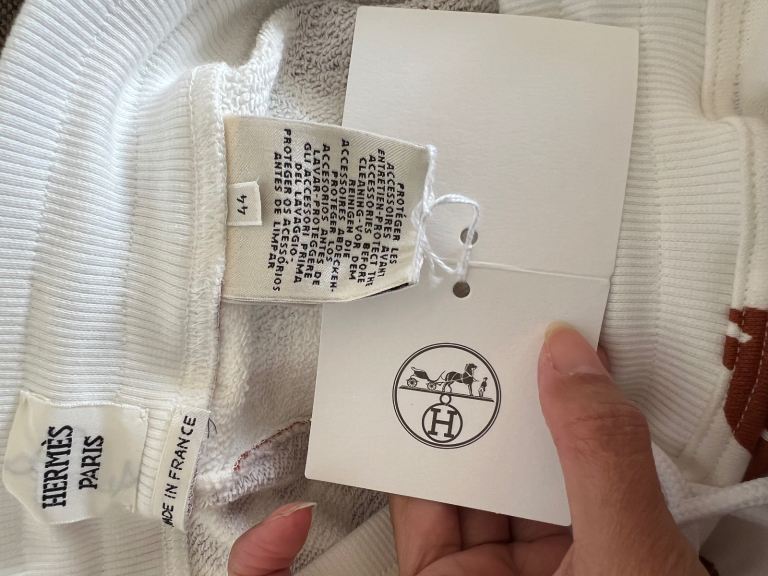 PROTÉGER LES
ACCESSOIRES AVANT
ENTRETIEN-PROTECT THE
ACCESSORIES BEFORE
CLEANING-VOR DEM
REINIGEN DIE
ACCESSOIRES ABDECKEN-
PROTEGER LOS
ACCESORIOS ANTES DE
LAVAR-PROTEGGERE
GLI ACCESSORI PRIMA
DEL LAVAGGIO-
PROTEGER OS ACESSÓRIOS
ANTES DE LIMPAR
44
HERMÈS
PARIS
MADE IN FRANCE
H